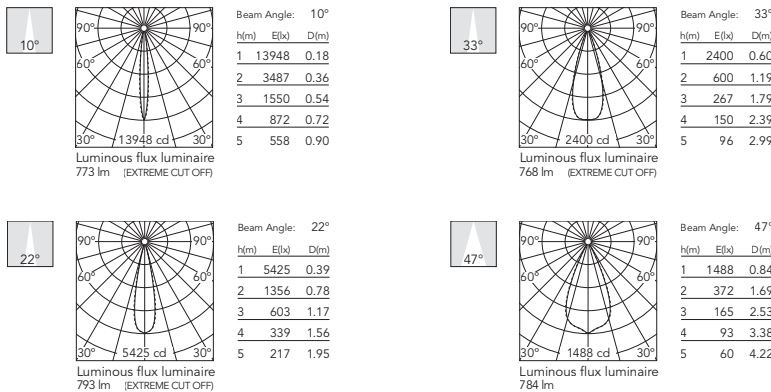 10°
90° 90°
60° 60°
30° 13948 cd 30°
Luminous flux luminaire
773 lm (EXTREME CUT OFF)
Beam Angle: 10°
h(m) E(lx) D(m)
1 13948 0.18
2 3487 0.36
3 1550 0.54
4 872 0.72
5 558 0.90
33°
90° 90°
60° 60°
30° 2400 cd 30°
Luminous flux luminaire
768 lm (EXTREME CUT OFF)
Beam Angle: 33°
h(m) E(lx) D(m)
1 2400 0.60
2 600 1.19
3 267 1.79
4 150 2.39
5 96 2.99
22°
90° 90°
60° 60°
30° 5425 cd 30°
Luminous flux luminaire
793 lm (EXTREME CUT OFF)
Beam Angle: 22°
h(m) E(lx) D(m)
1 5425 0.39
2 1356 0.78
3 603 1.17
4 339 1.56
5 217 1.95
47°
90° 90°
60° 60°
30° 1488 cd 30°
Luminous flux luminaire
784 lm
Beam Angle: 47°
h(m) E(lx) D(m)
1 1488 0.84
2 372 1.69
3 165 2.53
4 93 3.38
5 60 4.22